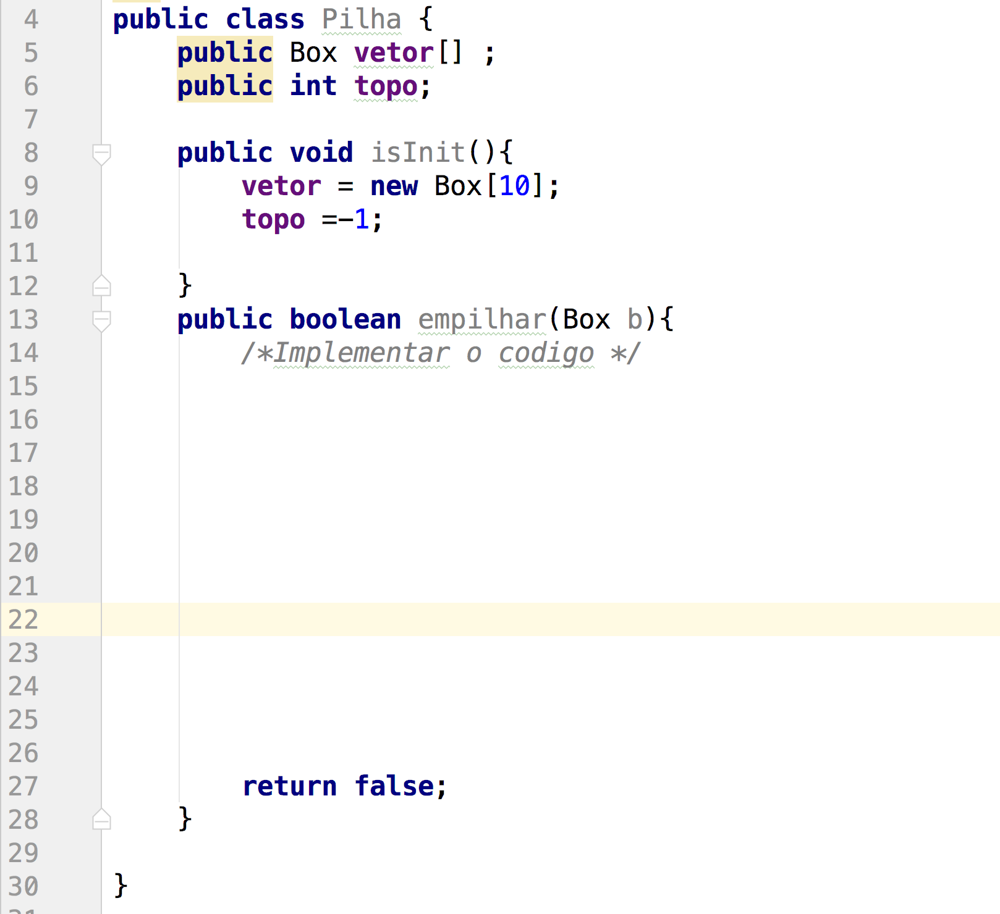 4 public class Pilha {
5 public Box vetor[] ;
6 public int topo;
7
8 public void isInit(){
9 vetor = new Box[10];
10 topo =-1;
11
12 }
13 public boolean empilhar(Box b){
14 /*Implementar o codigo */
15
16
17
18
19
20
21
22
23
24
25
26
27 return false;
28 }
29
30 }
31